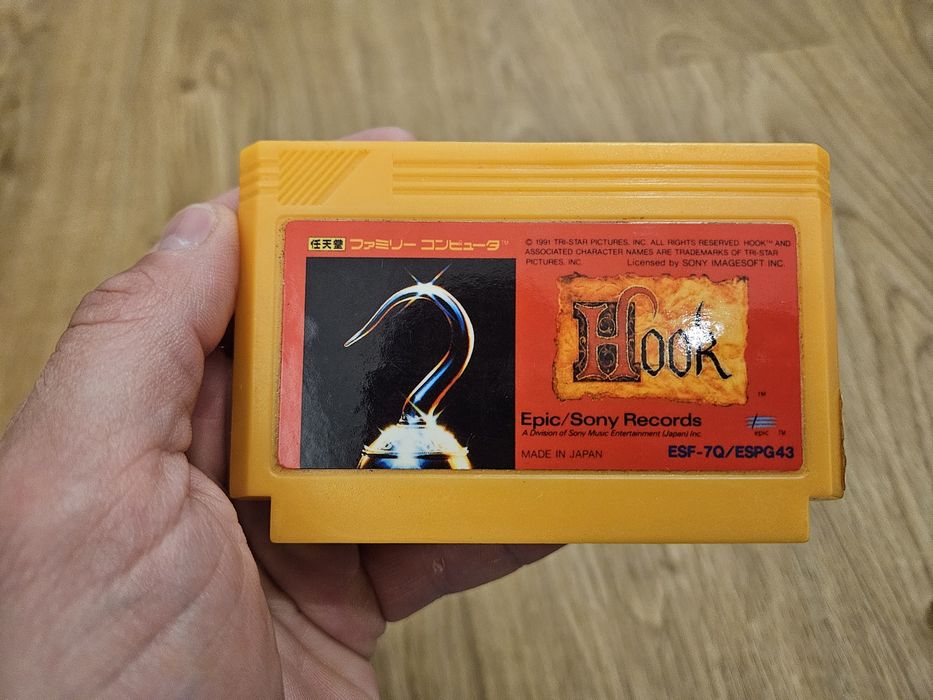 任天堂 ファミリー コンピュータ™
© 1991 TRI-STAR PICTURES, INC. ALL RIGHTS RESERVED. HOOK™ AND
ASSOCIATED CHARACTER NAMES ARE TRADEMARKS OF TRI-STAR
PICTURES, INC.
Licensed by SONY IMAGESOFT INC.
Hook
TM
Epic/Sony Records
A Division of Sony Music Entertainment (Japan) Inc.
epic TM
MADE IN JAPAN
ESF-7Q/ESPG43